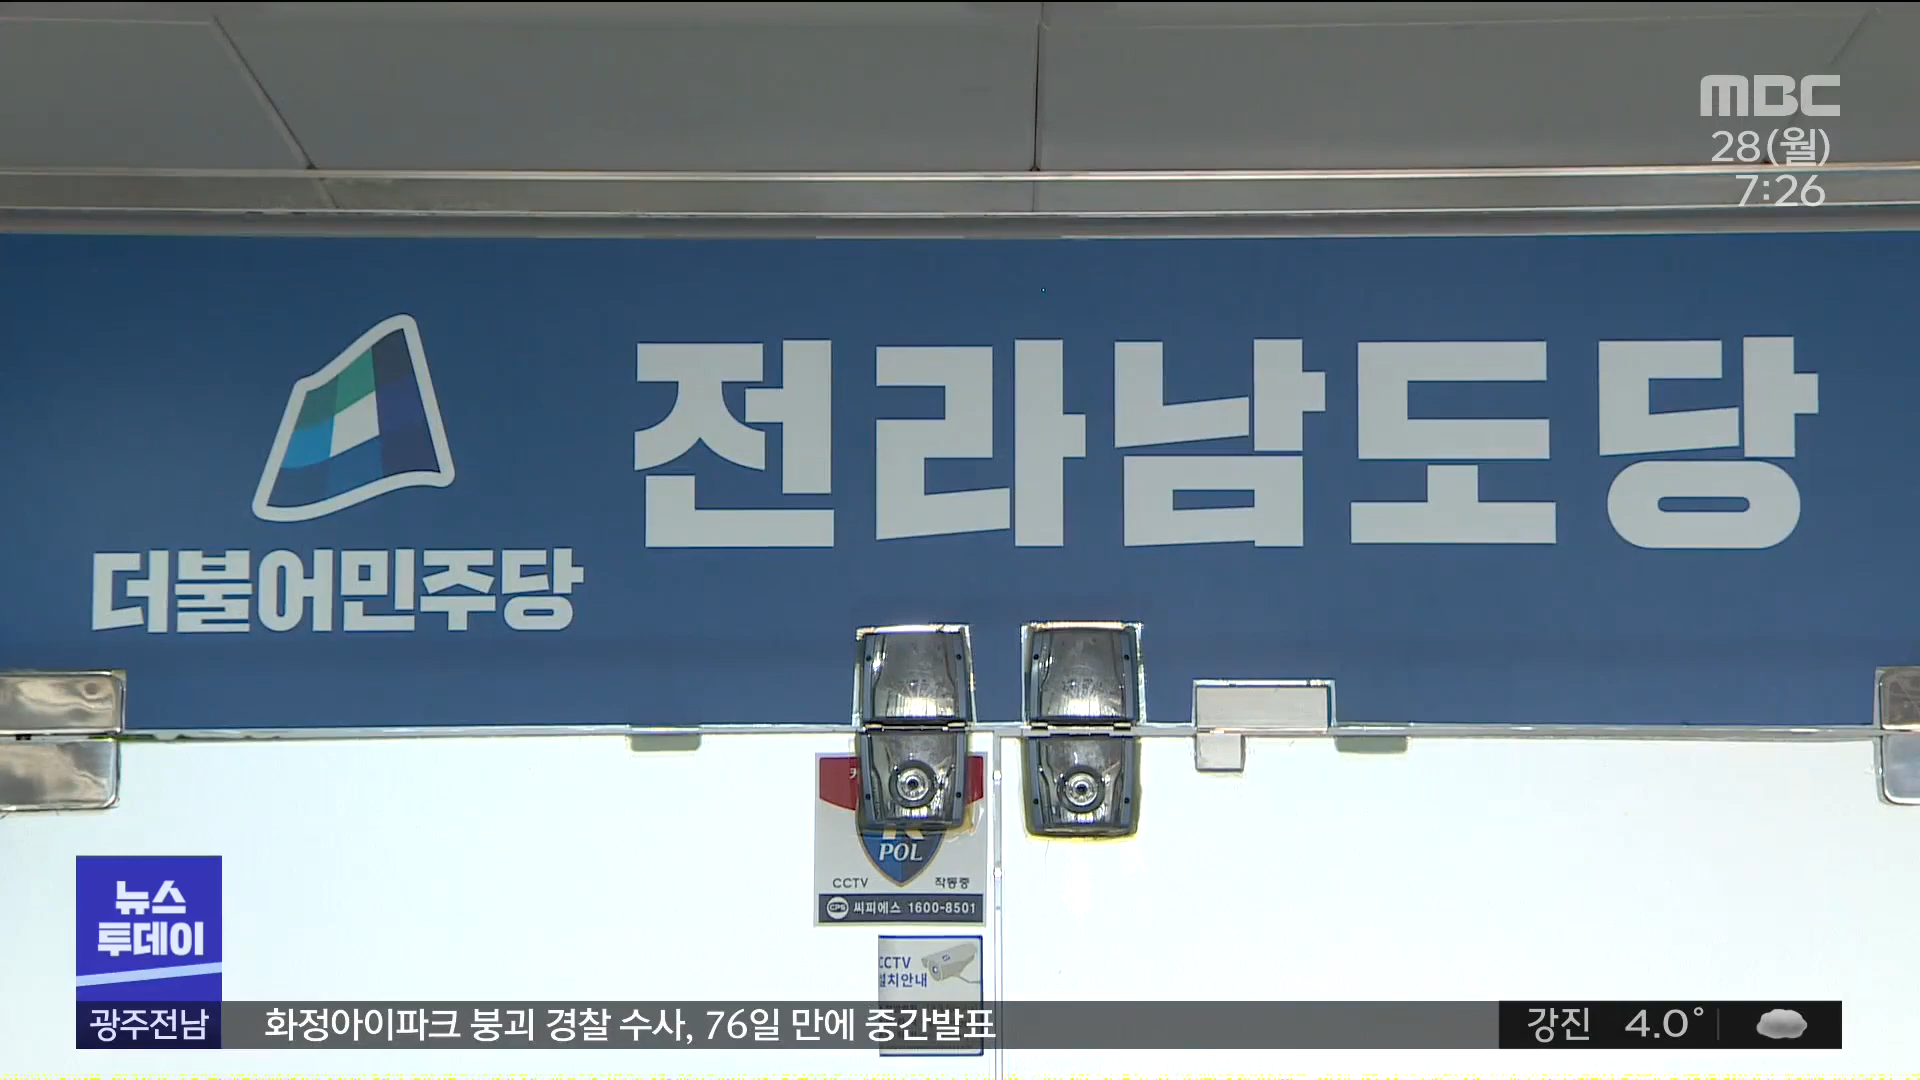 MBC
28(월)
7:26
전라남도당
더불어민주당
POL
CCTV 작동중
CPS 씨피에스 1600-8501
CCTV
설치안내
뉴스
투데이
광주전남 화정아이파크 붕괴 경찰 수사, 76일 만에 중간발표
강진 4.0°